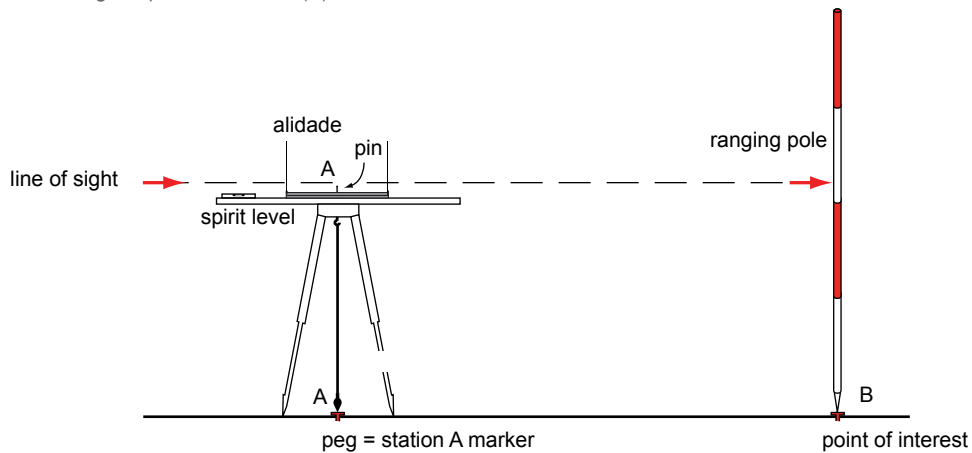 alidade
pin
A
ranging pole
line of sight
spirit level
A
B
peg = station A marker
point of interest